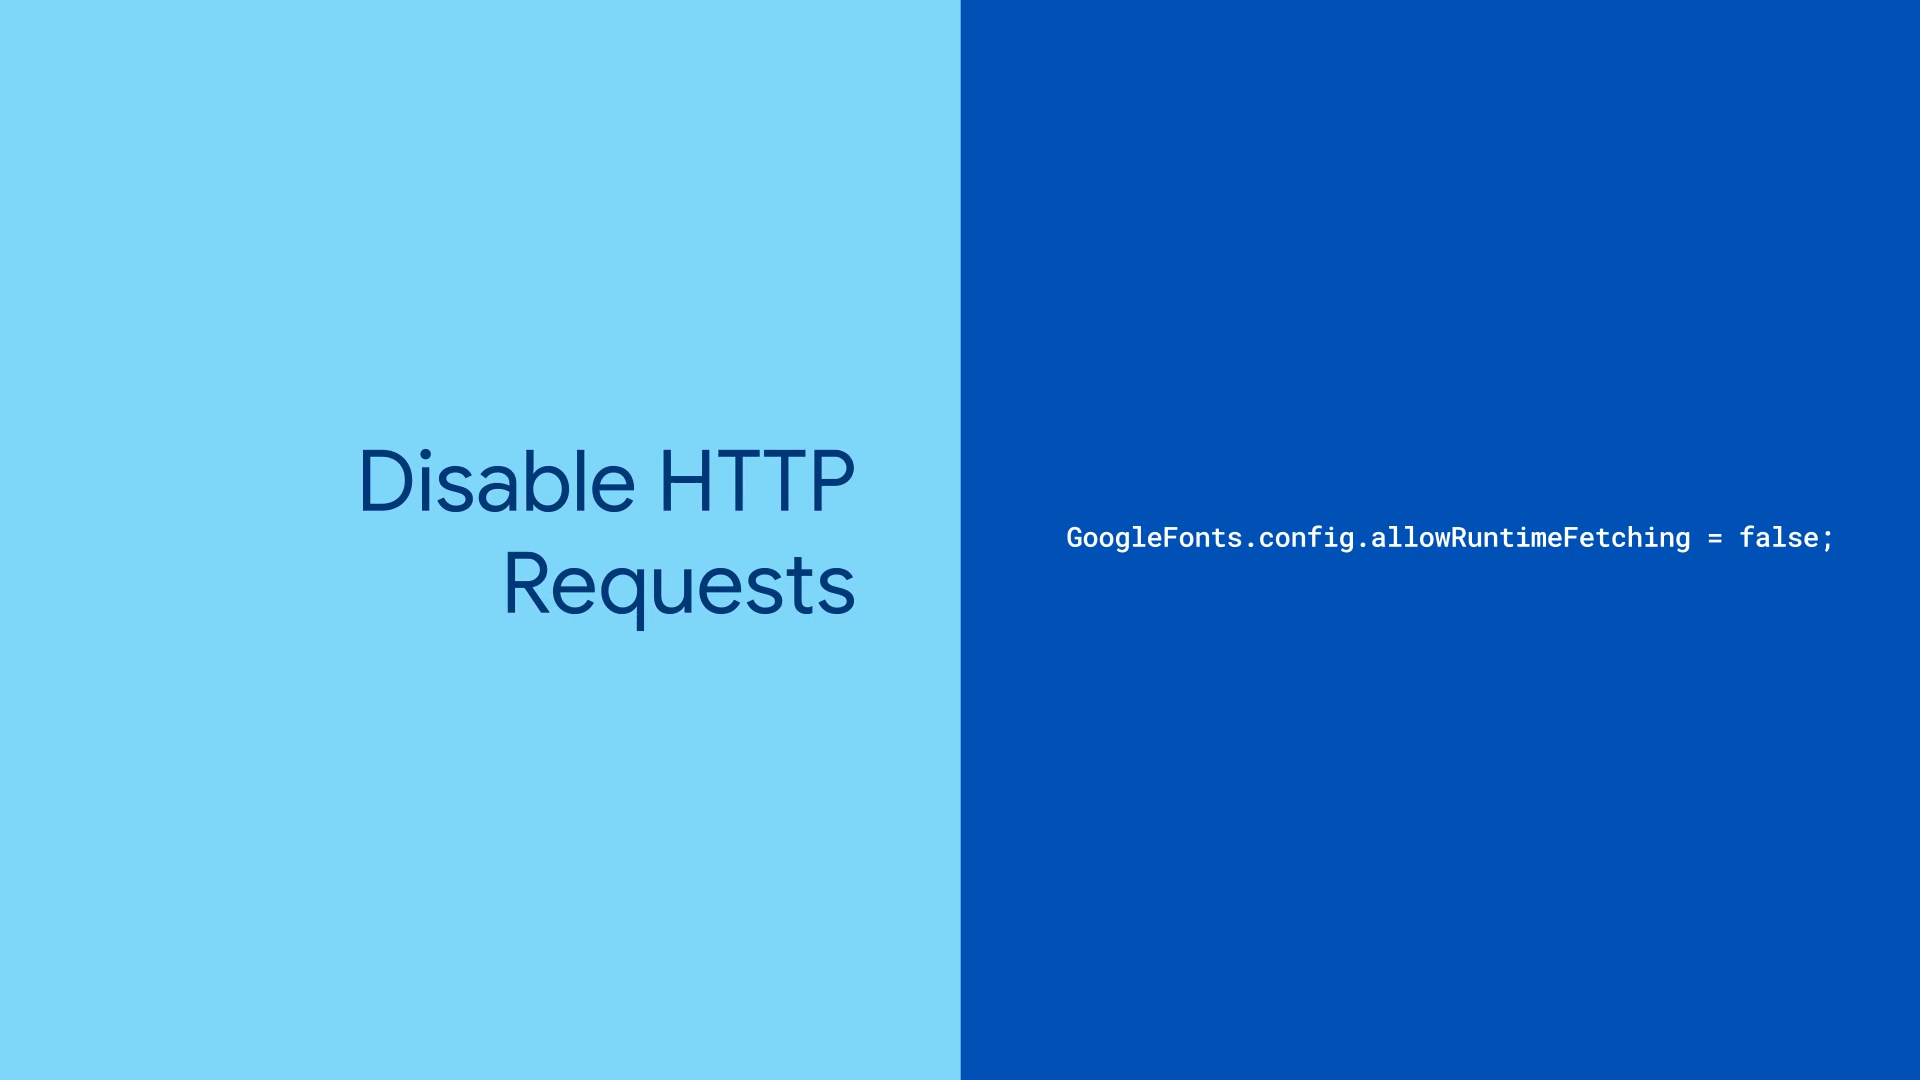 Disable HTTP
Requests
GoogleFonts.config.allowRuntimeFetching = false;